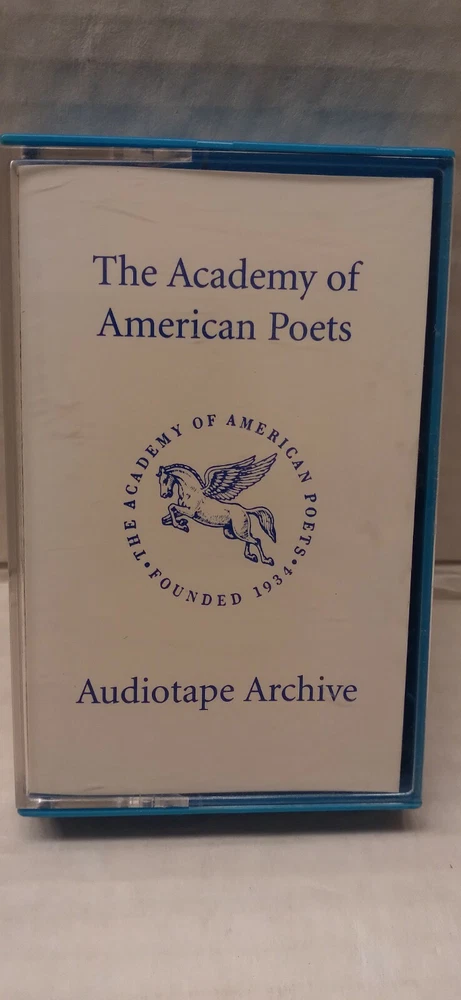 The Academy of
American Poets
THE ACADEMY OF AMERICAN POETS • FOUNDED 1934 •
Audiotape Archive